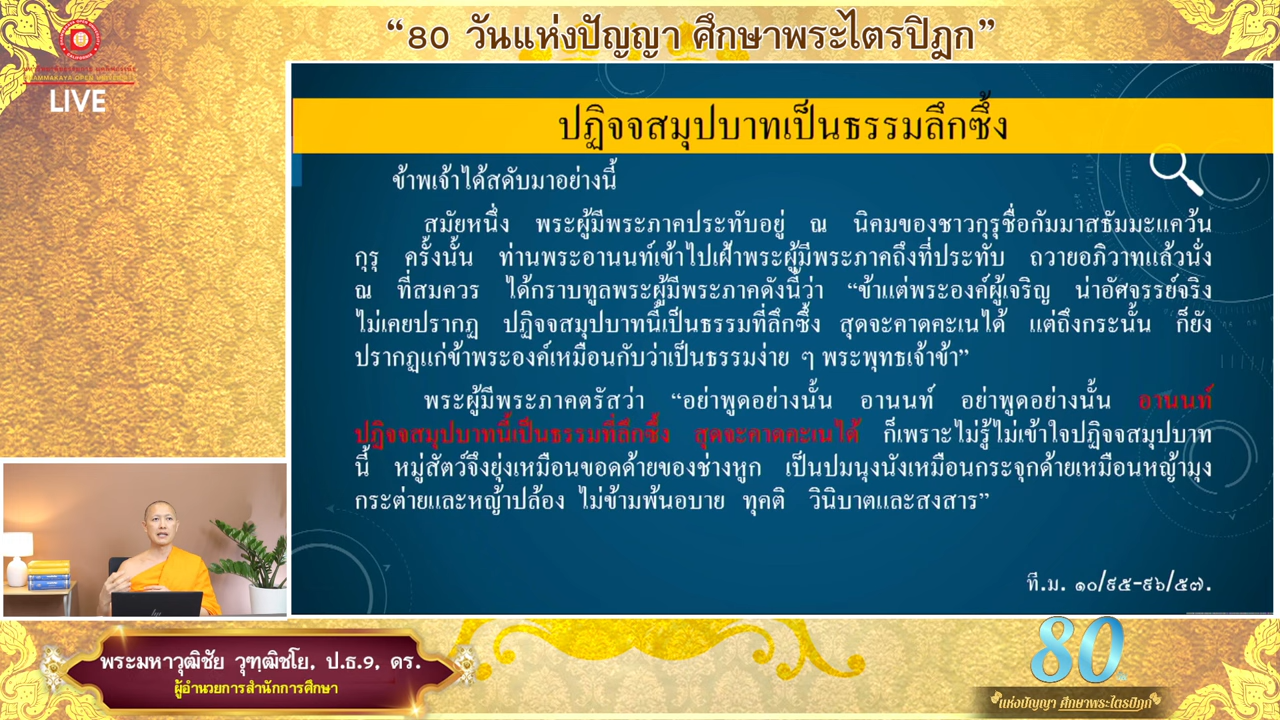 “80 วันแห่งปัญญา ศึกษาพระไตรปิฎก”
LIVE
ปฏิจจสมุปบาทเป็นธรรมลึกซึ้ง
ข้าพเจ้าได้สดับมาอย่างนี้
สมัยหนึ่ง พระผู้มีพระภาคประทับอยู่ ณ นิคมของชาวกุรุชื่อกัมมาสธัมมะแคว้น
กุรุ ครั้งนั้น ท่านพระอานนท์เข้าไปเฝ้าพระผู้มีพระภาคถึงที่ประทับ ถวายอภิวาทแล้วนั่ง
ณ ที่สมควร ได้กราบทูลพระผู้มีพระภาคดังนี้ว่า “ข้าแต่พระองค์ผู้เจริญ น่าอัศจรรย์จริง
ไม่เคยปรากฏ ปฏิจจสมุปบาทนี้เป็นธรรมที่ลึกซึ้ง สุดจะคาดคะเนได้ แต่ถึงกระนั้น ก็ยัง
ปรากฏแก่ข้าพระองค์เหมือนกับว่าเป็นธรรมง่าย ๆ พระพุทธเจ้าข้า”
พระผู้มีพระภาคตรัสว่า “อย่าพูดอย่างนั้น อานนท์ อย่าพูดอย่างนั้น อานนท์
ปฏิจจสมุปบาทนี้เป็นธรรมที่ลึกซึ้ง สุดจะคาดคะเนได้ ก็เพราะไม่รู้ไม่เข้าใจปฏิจจสมุปบาท
นี้ หมู่สัตว์จึงยุ่งเหมือนขอดด้ายของช่างหูก เป็นปมนุงนังเหมือนกระจุกด้ายเหมือนหญ้ามุง
กระต่ายและหญ้าปล้อง ไม่ข้ามพ้นอบาย ทุคติ วินิบาตและสงสาร”
ที.ม. ๑๐/๙๕-๙๖/๕๗.
พระมหาวุฒิชัย วุฑฺฒิชโย, ป.ธ.9, ดร.
ผู้อำนวยการสำนักการศึกษา
80
แห่งปัญญา ศึกษาพระไตรปิฎก